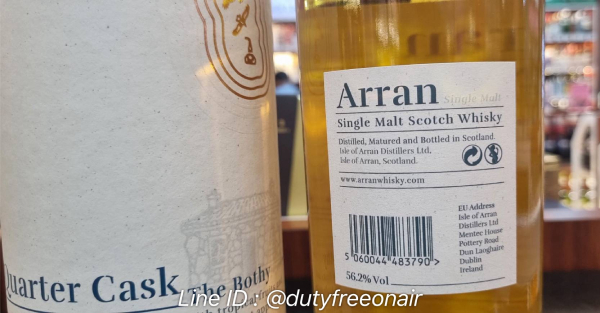 Quarter Cask
The Bothy
Arran Single Malt
Single Malt Scotch Whisky
Distilled, Matured and Bottled in Scotland.
Isle of Arran Distillers Ltd.
Isle of Arran, Scotland.
www.arranwhisky.com
5 060044 483790 >
56.2% Vol
EU Address
Isle of Arran
Distillers Ltd
Mentec House
Pottery Road
Dun Laoghaire
Dublin
Ireland
Line ID : @dutyfreeonair